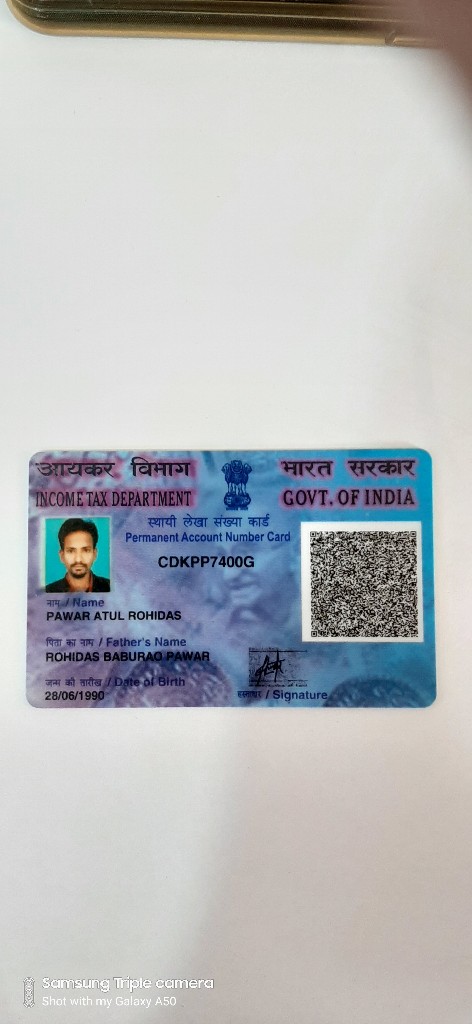 आयकर विभाग
INCOME TAX DEPARTMENT
भारत सरकार
GOVT. OF INDIA
स्थायी लेखा संख्या कार्ड
Permanent Account Number Card
CDKPP7400G
नाम / Name
PAWAR ATUL ROHIDAS
पिता का नाम / Father's Name
ROHIDAS BABURAO PAWAR
जन्म की तारीख / Date of Birth
28/06/1990
हस्ताक्षर / Signature
Samsung Triple camera
Shot with my Galaxy A50